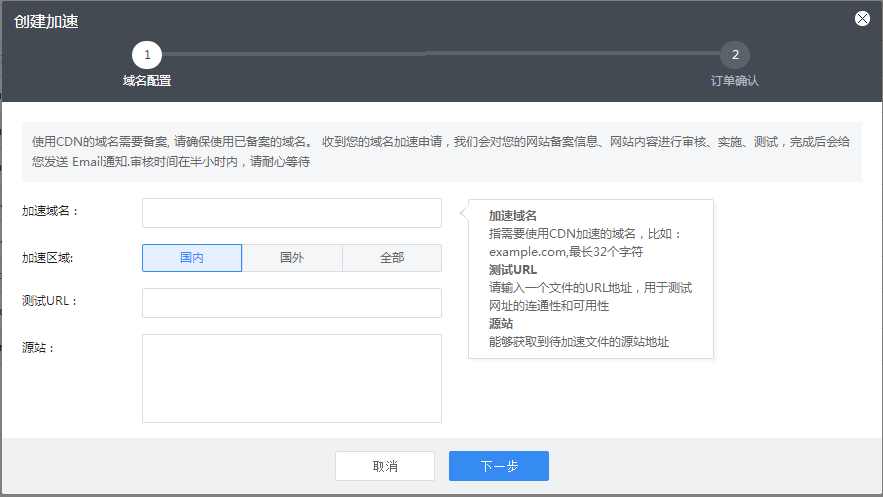 创建加速
1
2
域名配置
订单确认
使用CDN的域名需要备案, 请确保使用已备案的域名。 收到您的域名加速申请，我们会对您的网站备案信息、网站内容进行审核、实施、测试，完成后会给
您发送 Email通知.审核时间在半小时内，请耐心等待
加速域名：
加速区域:
国内
国外
全部
测试URL：
源站：
加速域名
指需要使用CDN加速的域名，比如：
example.com,最长32个字符
测试URL
请输入一个文件的URL地址，用于测试
网址的连通性和可用性
源站
能够获取到待加速文件的源站地址
取消
下一步